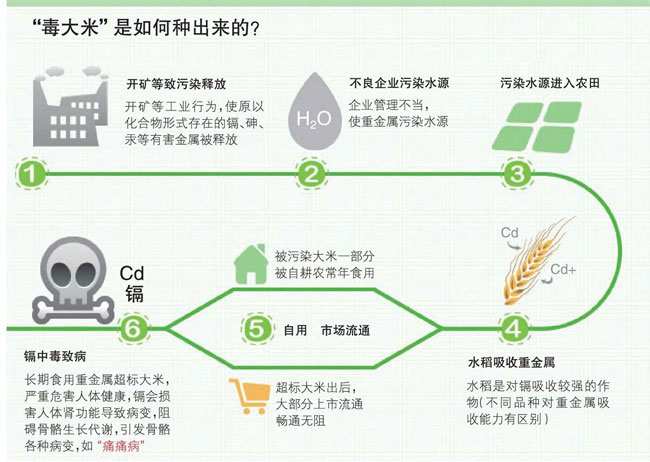 “毒大米”是如何种出来的?
开矿等致污染释放
开矿等工业行为,使原以
化合物形式存在的镉、砷、
汞等有害金属被释放
1
不良企业污染水源
企业管理不当,
使重金属污染水源
H₂O
2
污染水源进入农田
3
Cd
Cd+
4
水稻吸收重金属
水稻是对镉吸收较强的作
物(不同品种对重金属吸
收能力有区别)
被污染大米一部分
被自耕农常年食用
5
自用 市场流通
超标大米出后,
大部分上市流通
畅通无阻
Cd
镉
6
镉中毒致病
长期食用重金属超标大米,
严重危害人体健康,镉会损
害人体肾功能导致病变,阻
碍骨骼生长代谢,引发骨骼
各种病变,如“痛痛病”